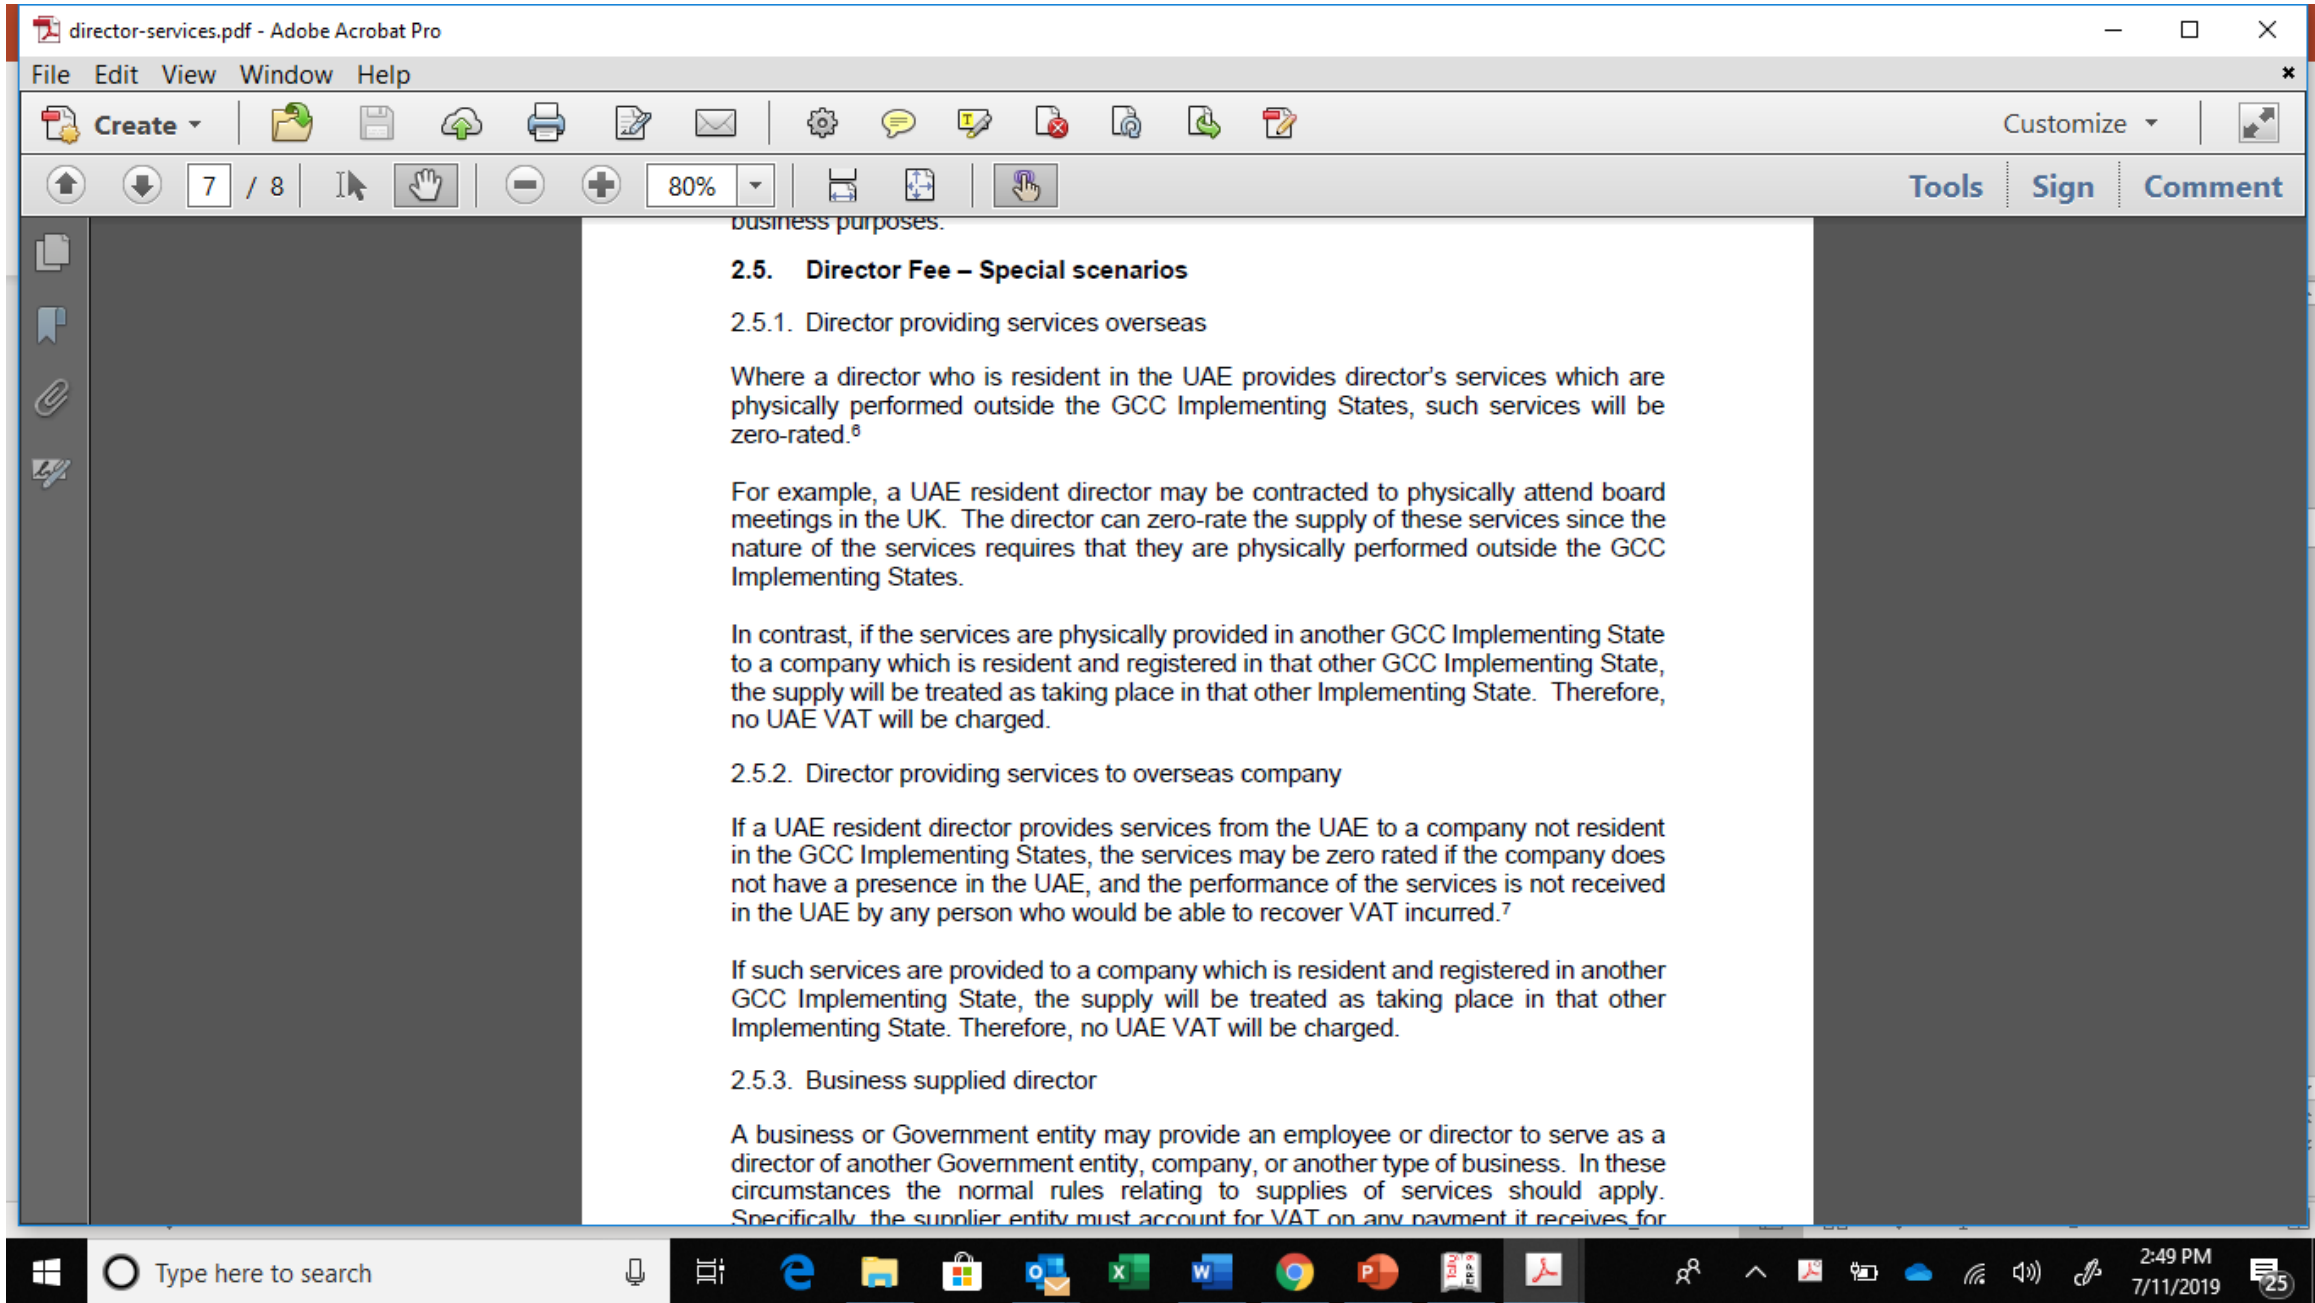 director-services.pdf - Adobe Acrobat Pro
File Edit View Window Help
Create
Customize
7 / 8
80%
Tools Sign Comment
business purposes.
2.5. Director Fee – Special scenarios
2.5.1. Director providing services overseas
Where a director who is resident in the UAE provides director's services which are
physically performed outside the GCC Implementing States, such services will be
zero-rated.6
For example, a UAE resident director may be contracted to physically attend board
meetings in the UK. The director can zero-rate the supply of these services since the
nature of the services requires that they are physically performed outside the GCC
Implementing States.
In contrast, if the services are physically provided in another GCC Implementing State
to a company which is resident and registered in that other GCC Implementing State,
the supply will be treated as taking place in that other Implementing State. Therefore,
no UAE VAT will be charged.
2.5.2. Director providing services to overseas company
If a UAE resident director provides services from the UAE to a company not resident
in the GCC Implementing States, the services may be zero rated if the company does
not have a presence in the UAE, and the performance of the services is not received
in the UAE by any person who would be able to recover VAT incurred.7
If such services are provided to a company which is resident and registered in another
GCC Implementing State, the supply will be treated as taking place in that other
Implementing State. Therefore, no UAE VAT will be charged.
2.5.3. Business supplied director
A business or Government entity may provide an employee or director to serve as a
director of another Government entity, company, or another type of business. In these
circumstances the normal rules relating to supplies of services should apply.
Specifically, the supplier entity must account for VAT on any payment it receives for
Type here to search
2:49 PM
7/11/2019
25